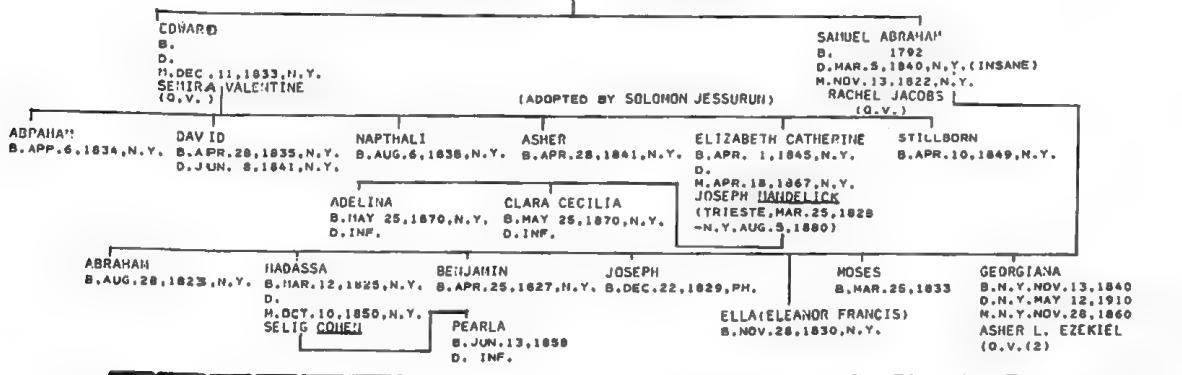 EDWARD
B.
D.
M.DEC.11,1833,N.Y.
SEMIRA VALENTINE
(Q.V.)
SAMUEL ABRAHAM
B. 1792
D.MAR.5,1840,N.Y.(INSANE)
M.NOV.13,1822,N.Y.
RACHEL JACOBS
(Q.V.)
(ADOPTED BY SOLOMON JESSURUN)
ABRAHAM
B.APR.6,1834,N.Y.
DAVID
B.APR.28,1835,N.Y.
D.JUN. 8,1841,N.Y.
NAPTHALI
B.AUG.6,1838,N.Y.
ASHER
B.APR.28,1841,N.Y.
ELIZABETH CATHERINE
B.APR. 1,1845,N.Y.
D.
M.APR.18,1867,N.Y.
JOSEPH MANDELICK
(TRIESTE,MAR.25,1828
-N.Y.AUG.5,1880)
STILLBORN
B.APR.10,1849,N.Y.
ADELINA
B.MAY 25,1870,N.Y.
D.INF.
CLARA CECILIA
B.MAY 25,1870,N.Y.
D.INF.
ABRAHAM
B.AUG.28,1823,N.Y.
HADASSA
B.MAR.12,1825,N.Y.
D.
M.OCT.10,1850,N.Y.
SELIG COHEN
PEARLA
B.JUN.13,1858
D. INF.
BENJAMIN
B.APR.25,1827,N.Y.
JOSEPH
B.DEC.22,1829,PH.
ELLA(ELEANOR FRANCIS)
B.NOV.28,1830,N.Y.
MOSES
B.MAR.25,1833
GEORGIANA
B.N.Y.NOV.13,1840
D.N.Y.MAY 12,1910
M.N.Y.NOV.28,1860
ASHER L. EZEKIEL
(Q.V.(2)